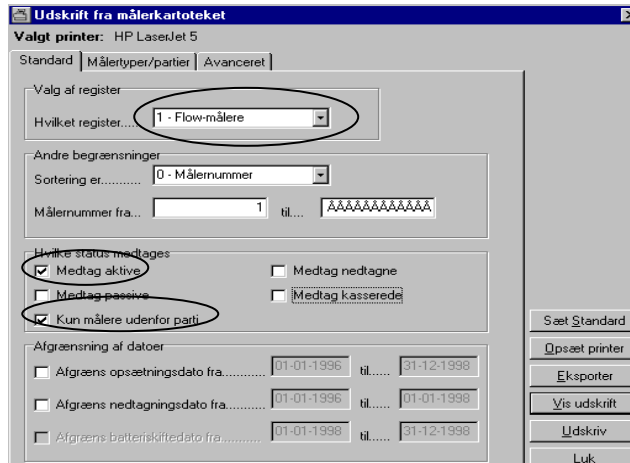 Udskrift fra målerkartoteket
Valgt printer: HP LaserJet 5
Standard Målertyper/partier Avanceret
Valg af register
Hvilket register..... 1 - Flow-målere
Andre begrænsninger
Sortering er........... 0 - Målernummer
Målernummer fra... 1 til.... ÅÅÅÅÅÅÅÅÅÅÅÅ
Hvilke status medtages
Medtag aktive Medtag nedtagne
Medtag passive Medtag kasserede
Kun målere udenfor parti
Afgrænsning af datoer
Afgræns opsætningsdato fra........... 01-01-1996 til...... 31-12-1998
Afgræns nedtagningsdato fra......... 01-01-1996 til...... 01-01-1998
Afgræns batteriskiftedato fra......... 01-01-1998 til...... 31-12-1998
Sæt Standard
Opsæt printer
Eksporter
Vis udskrift
Udskriv
Luk